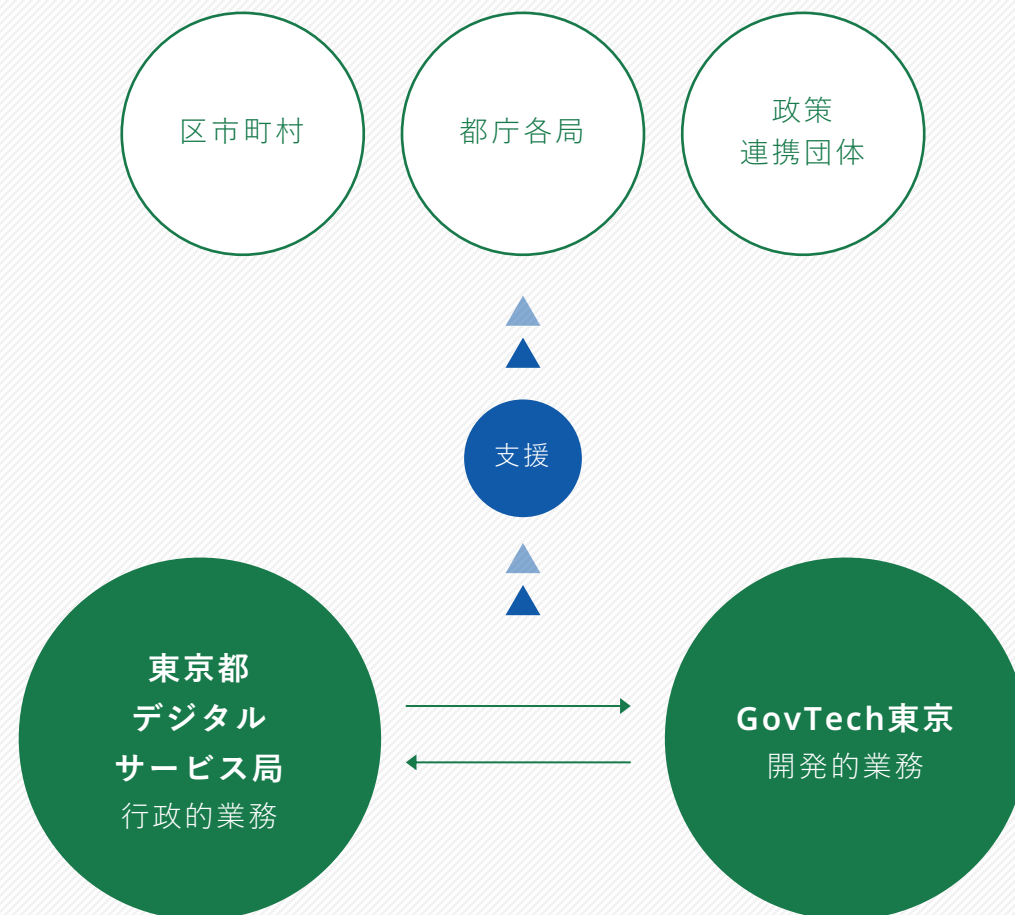 区市町村
都庁各局
政策
連携団体
支援
東京都
デジタル
サービス局
行政的業務
GovTech東京
開発的業務